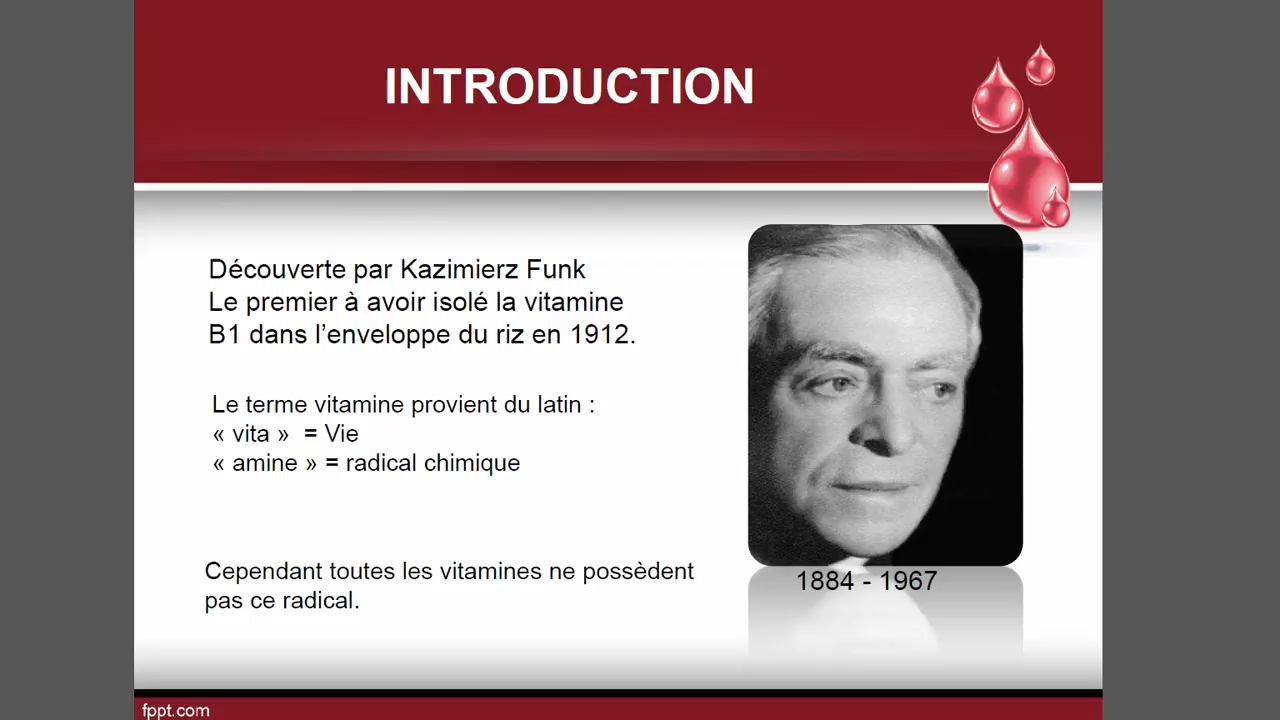 INTRODUCTION
Découverte par Kazimierz Funk
Le premier à avoir isolé la vitamine
B1 dans l’enveloppe du riz en 1912.
Le terme vitamine provient du latin :
« vita »  = Vie
« amine » = radical chimique
Cependant toutes les vitamines ne possèdent
pas ce radical.
1884 - 1967
fppt.com